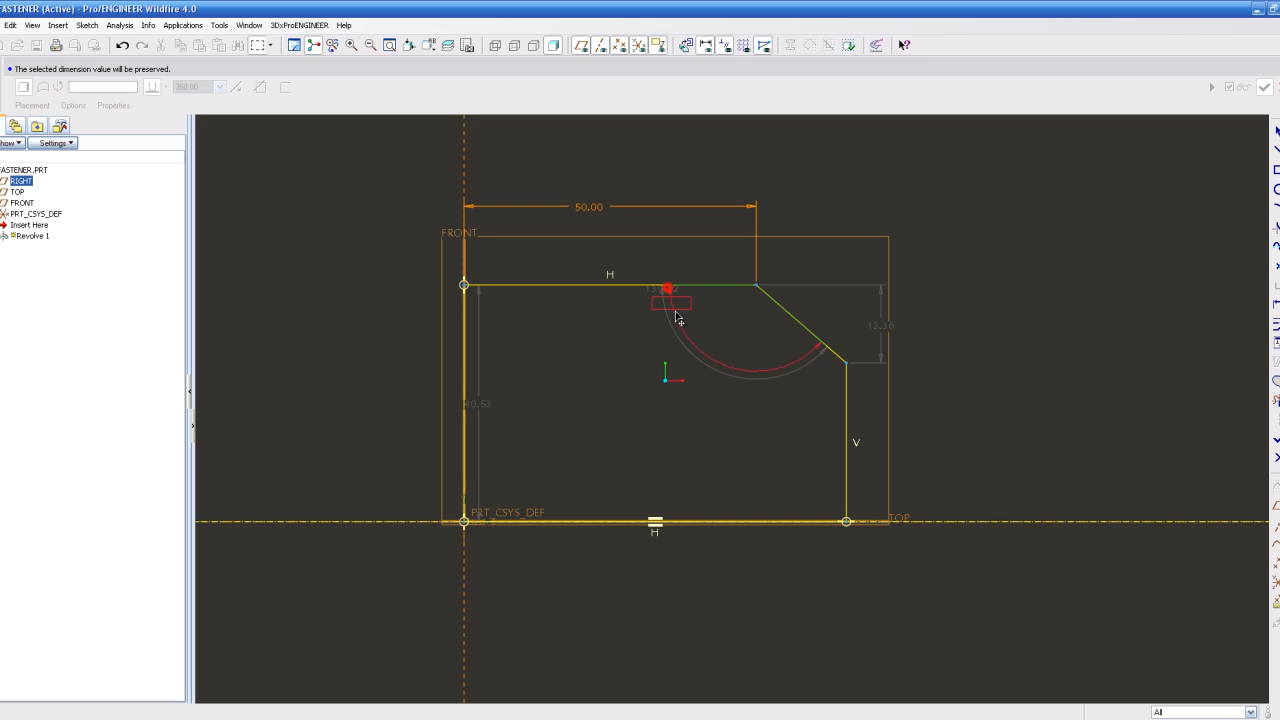 FASTENER (Active) - Pro/ENGINEER Wildfire 4.0
Edit View Insert Sketch Analysis Info Applications Tools Window 3DxProENGINEER Help
• The selected dimension value will be preserved.
360.00
Placement Options Properties
how Settings
FASTENER.PRT
RIGHT
TOP
FRONT
PRT_CSYS_DEF
Insert Here
*Revolve 1
50.00
FRONT
H
13.36
40.53
V
PRT_CSYS_DEF
TOP
H
All